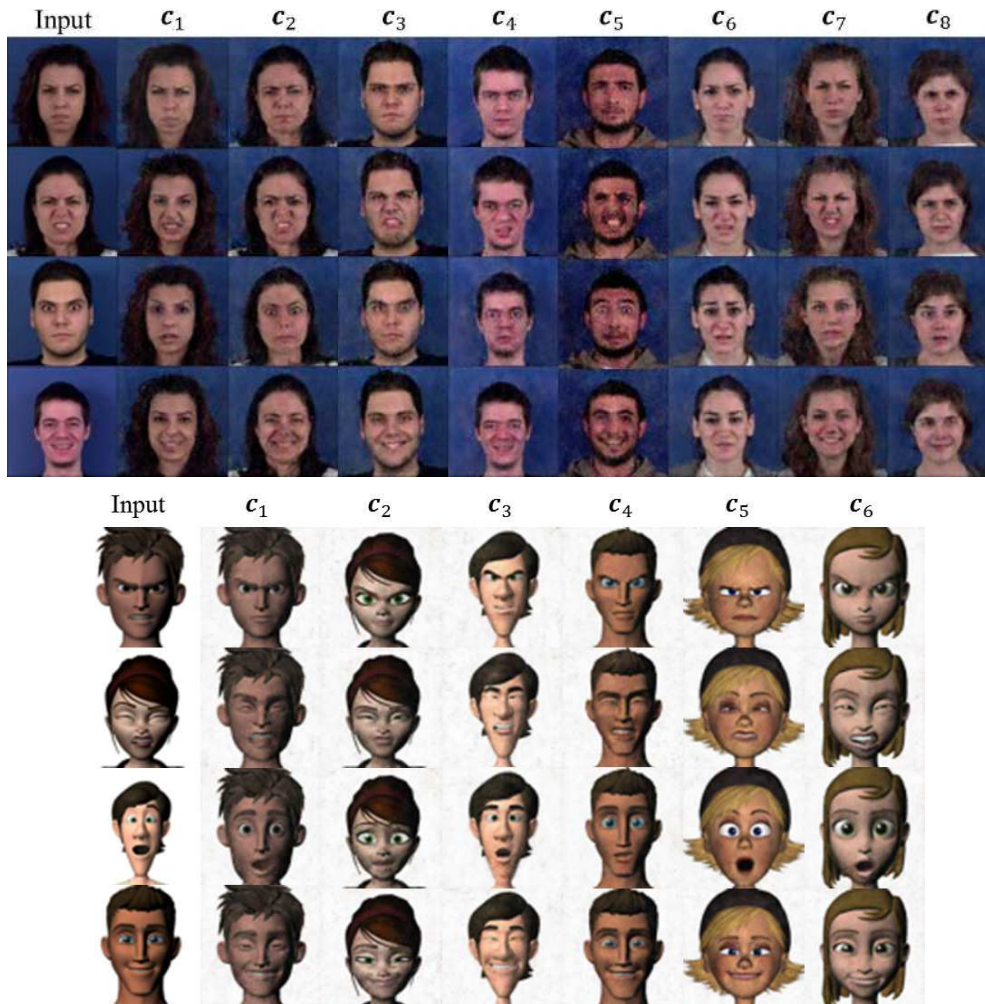 Input c₁ c₂ c₃ c₄ c₅ c₆ c₇ c₈
Input c₁ c₂ c₃ c₄ c₅ c₆